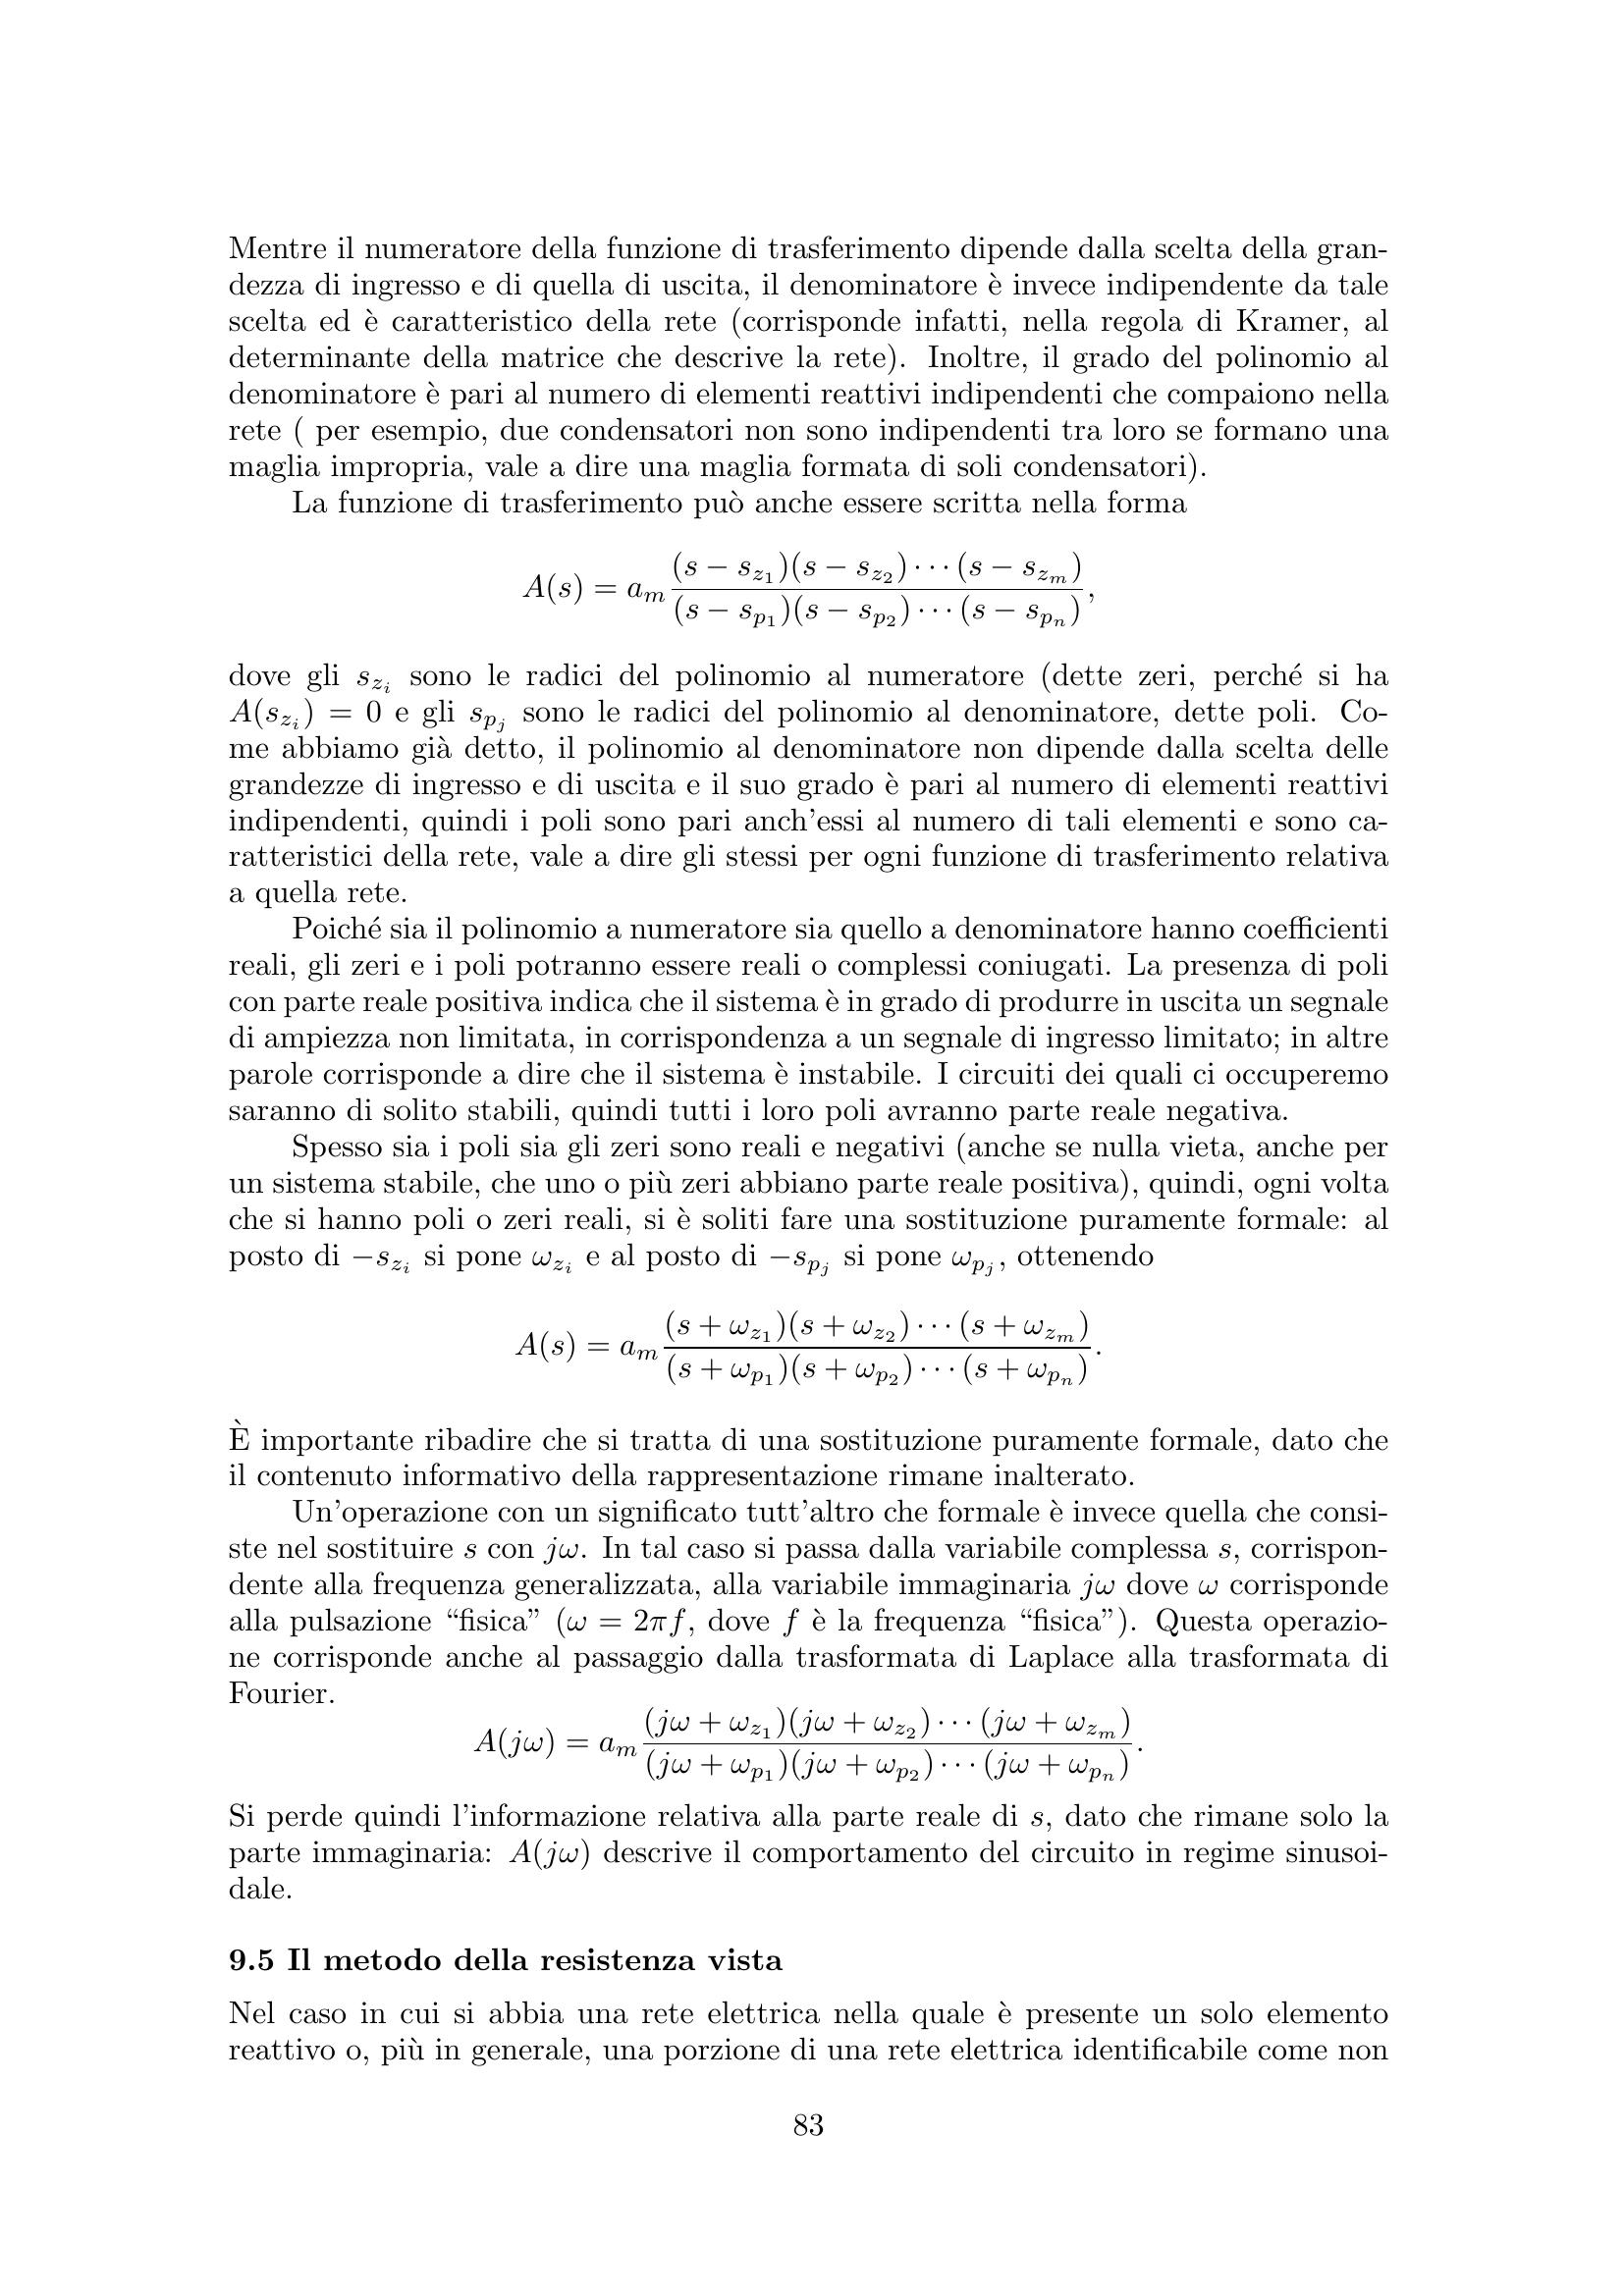 Mentre il numeratore della funzione di trasferimento dipende dalla scelta della gran-
dezza di ingresso e di quella di uscita, il denominatore è invece indipendente da tale
scelta ed è caratteristico della rete (corrisponde infatti, nella regola di Kramer, al
determinante della matrice che descrive la rete). Inoltre, il grado del polinomio al
denominatore è pari al numero di elementi reattivi indipendenti che compaiono nella
rete ( per esempio, due condensatori non sono indipendenti tra loro se formano una
maglia impropria, vale a dire una maglia formata di soli condensatori).
La funzione di trasferimento può anche essere scritta nella forma
$A(s) = a_m \frac{(s - s_{z_1})(s - s_{z_2}) \cdots (s - s_{z_m})}{(s - s_{p_1})(s - s_{p_2}) \cdots (s - s_{p_n})},$
dove gli $s_{z_i}$ sono le radici del polinomio al numeratore (dette zeri, perché si ha
$A(s_{z_i}) = 0$ e gli $s_{p_j}$ sono le radici del polinomio al denominatore, dette poli. Co-
me abbiamo già detto, il polinomio al denominatore non dipende dalla scelta delle
grandezze di ingresso e di uscita e il suo grado è pari al numero di elementi reattivi
indipendenti, quindi i poli sono pari anch'essi al numero di tali elementi e sono ca-
ratteristici della rete, vale a dire gli stessi per ogni funzione di trasferimento relativa
a quella rete.
Poiché sia il polinomio a numeratore sia quello a denominatore hanno coefficienti
reali, gli zeri e i poli potranno essere reali o complessi coniugati. La presenza di poli
con parte reale positiva indica che il sistema è in grado di produrre in uscita un segnale
di ampiezza non limitata, in corrispondenza a un segnale di ingresso limitato; in altre
parole corrisponde a dire che il sistema è instabile. I circuiti dei quali ci occuperemo
saranno di solito stabili, quindi tutti i loro poli avranno parte reale negativa.
Spesso sia i poli sia gli zeri sono reali e negativi (anche se nulla vieta, anche per
un sistema stabile, che uno o più zeri abbiano parte reale positiva), quindi, ogni volta
che si hanno poli o zeri reali, si è soliti fare una sostituzione puramente formale: al
posto di $-s_{z_i}$ si pone $\omega_{z_i}$ e al posto di $-s_{p_j}$ si pone $\omega_{p_j}$, ottenendo
$A(s) = a_m \frac{(s + \omega_{z_1})(s + \omega_{z_2}) \cdots (s + \omega_{z_m})}{(s + \omega_{p_1})(s + \omega_{p_2}) \cdots (s + \omega_{p_n})}.$
È importante ribadire che si tratta di una sostituzione puramente formale, dato che
il contenuto informativo della rappresentazione rimane inalterato.
Un'operazione con un significato tutt'altro che formale è invece quella che consi-
ste nel sostituire $s$ con $j\omega$. In tal caso si passa dalla variabile complessa $s$, corrispon-
dente alla frequenza generalizzata, alla variabile immaginaria $j\omega$ dove $\omega$ corrisponde
alla pulsazione “fisica” ($\omega = 2\pi f$, dove $f$ è la frequenza “fisica”). Questa operazio-
ne corrisponde anche al passaggio dalla trasformata di Laplace alla trasformata di
Fourier.
$A(j\omega) = a_m \frac{(j\omega + \omega_{z_1})(j\omega + \omega_{z_2}) \cdots (j\omega + \omega_{z_m})}{(j\omega + \omega_{p_1})(j\omega + \omega_{p_2}) \cdots (j\omega + \omega_{p_n})}.$
Si perde quindi l'informazione relativa alla parte reale di $s$, dato che rimane solo la
parte immaginaria: $A(j\omega)$ descrive il comportamento del circuito in regime sinusoi-
dale.
9.5 Il metodo della resistenza vista
Nel caso in cui si abbia una rete elettrica nella quale è presente un solo elemento
reattivo o, più in generale, una porzione di una rete elettrica identificabile come non
83